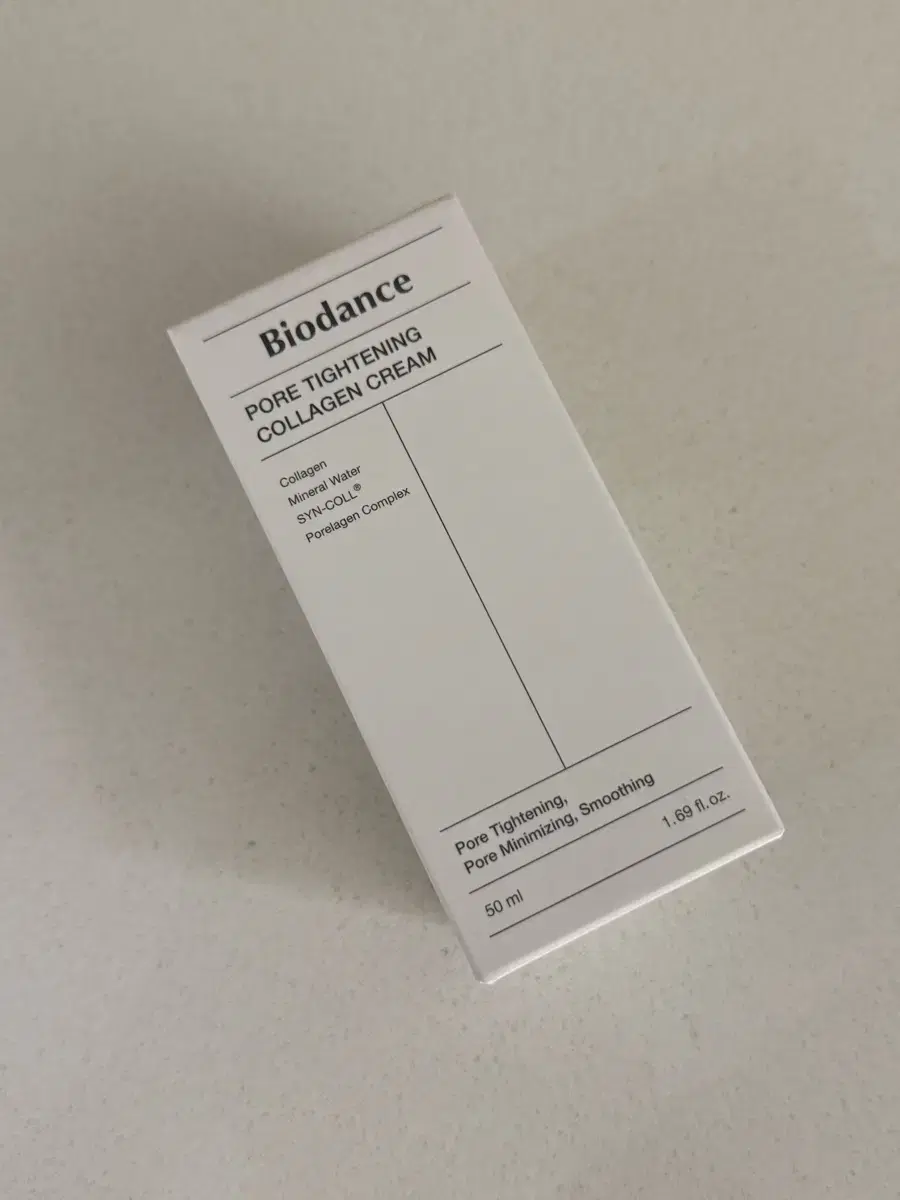 Biodance
PORE TIGHTENING
COLLAGEN CREAM
Collagen
Mineral Water
SYN-COLL®
Porelagen Complex
Pore Tightening,
Pore Minimizing, Smoothing
50 ml 1.69 fl.oz.